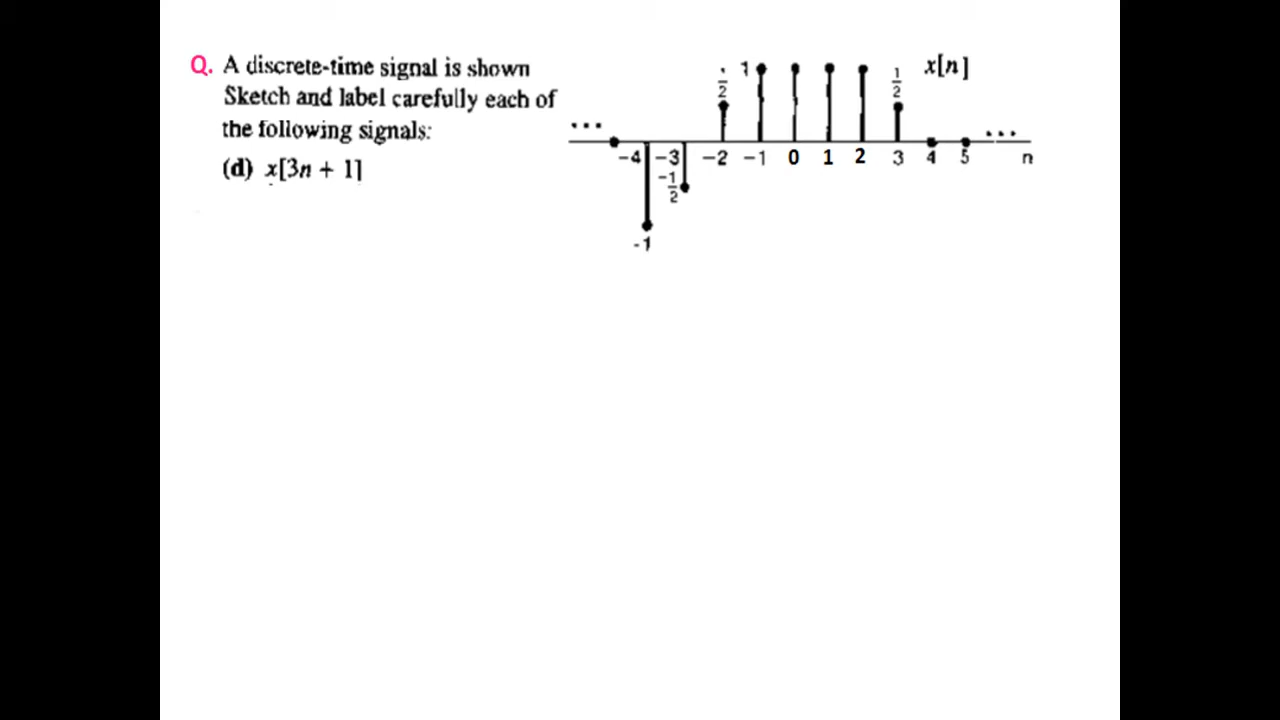 Q. A discrete-time signal is shown
Sketch and label carefully each of
the following signals:
(d) x[3n + 1]
1/2 1 1/2 x[n]
... ...
-4 -3 -2 -1 0 1 2 3 4 5 n
-1/2
-1